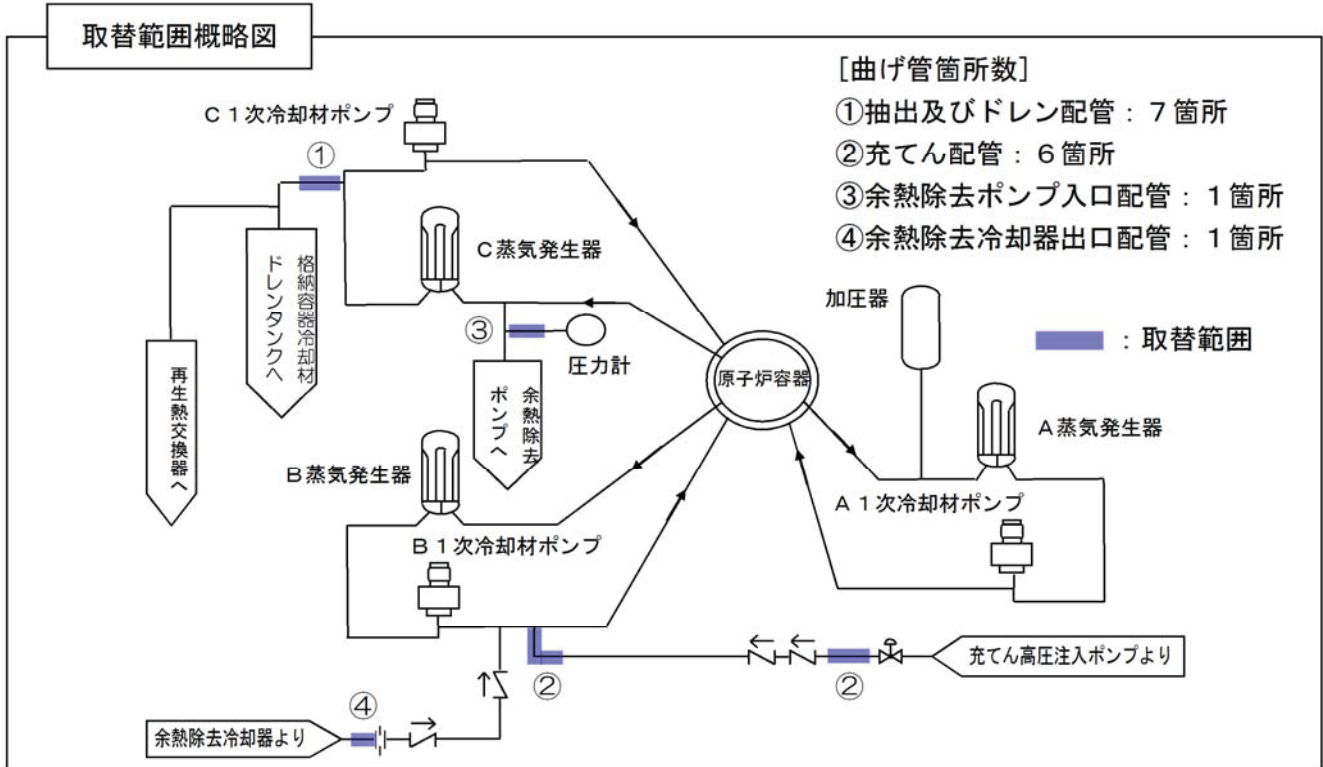 取替範囲概略図
[曲げ管箇所数]
①抽出及びドレン配管：７箇所
②充てん配管：６箇所
③余熱除去ポンプ入口配管：１箇所
④余熱除去冷却器出口配管：１箇所
：取替範囲
Ｃ１次冷却材ポンプ
①
Ｃ蒸気発生器
格納容器冷却材
ドレンタンクへ
再生熱交換器へ
③
圧力計
余熱除去
ポンプへ
加圧器
原子炉容器
Ａ蒸気発生器
Ａ１次冷却材ポンプ
Ｂ蒸気発生器
Ｂ１次冷却材ポンプ
②
②
充てん高圧注入ポンプより
④
余熱除去冷却器より